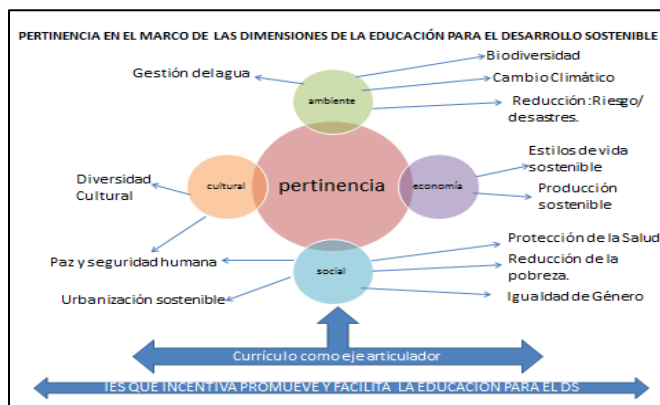 PERTINENCIA EN EL MARCO DE LAS DIMENSIONES DE LA EDUCACIÓN PARA EL DESARROLLO SOSTENIBLE
Biodiversidad
Gestión del agua
Cambio Climático
ambiente
Reducción :Riesgo/
desastres.
Estilos de vida
sostenible
Diversidad
Cultural
cultural
pertinencia
economía
Producción
sostenible
Protección de la Salud
Paz y seguridad humana
social
Reducción de la
pobreza.
Urbanización sostenible
Igualdad de Género
Currículo como eje articulador
IES QUE INCENTIVA PROMUEVE Y FACILITA LA EDUCACION PARA EL DS